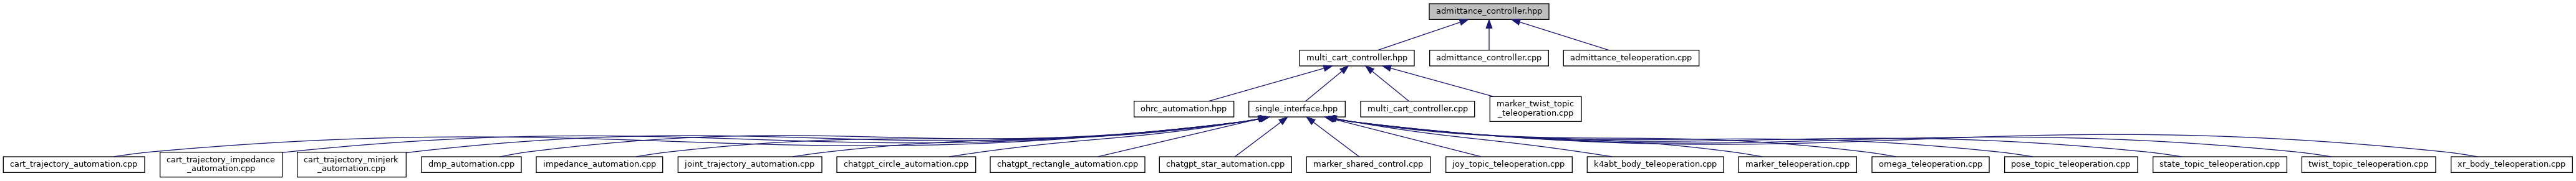 admittance_controller.hpp
multi_cart_controller.hpp
admittance_controller.cpp
admittance_teleoperation.cpp
ohrc_automation.hpp
single_interface.hpp
multi_cart_controller.cpp
marker_twist_topic
_teleoperation.cpp
cart_trajectory_automation.cpp
cart_trajectory_impedance
_automation.cpp
cart_trajectory_minjerk
_automation.cpp
dmp_automation.cpp
impedance_automation.cpp
joint_trajectory_automation.cpp
chatgpt_circle_automation.cpp
chatgpt_rectangle_automation.cpp
chatgpt_star_automation.cpp
marker_shared_control.cpp
joy_topic_teleoperation.cpp
k4abt_body_teleoperation.cpp
marker_teleoperation.cpp
omega_teleoperation.cpp
pose_topic_teleoperation.cpp
state_topic_teleoperation.cpp
twist_topic_teleoperation.cpp
xr_body_teleoperation.cpp